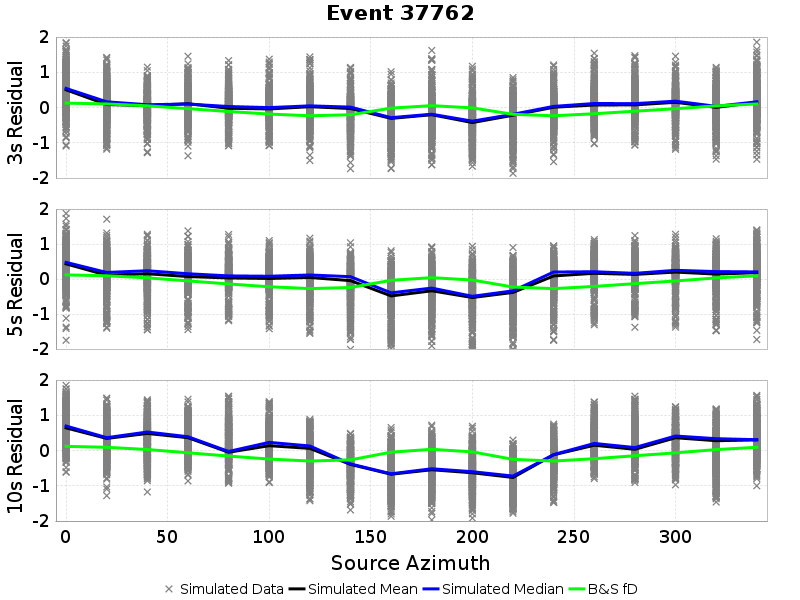 Event 37762
3s Residual
2
1
0
-1
-2
5s Residual
2
1
0
-1
-2
10s Residual
2
1
0
-1
-2
0 50 100 150 200 250 300
Source Azimuth
Simulated Data Simulated Mean Simulated Median B&S fD